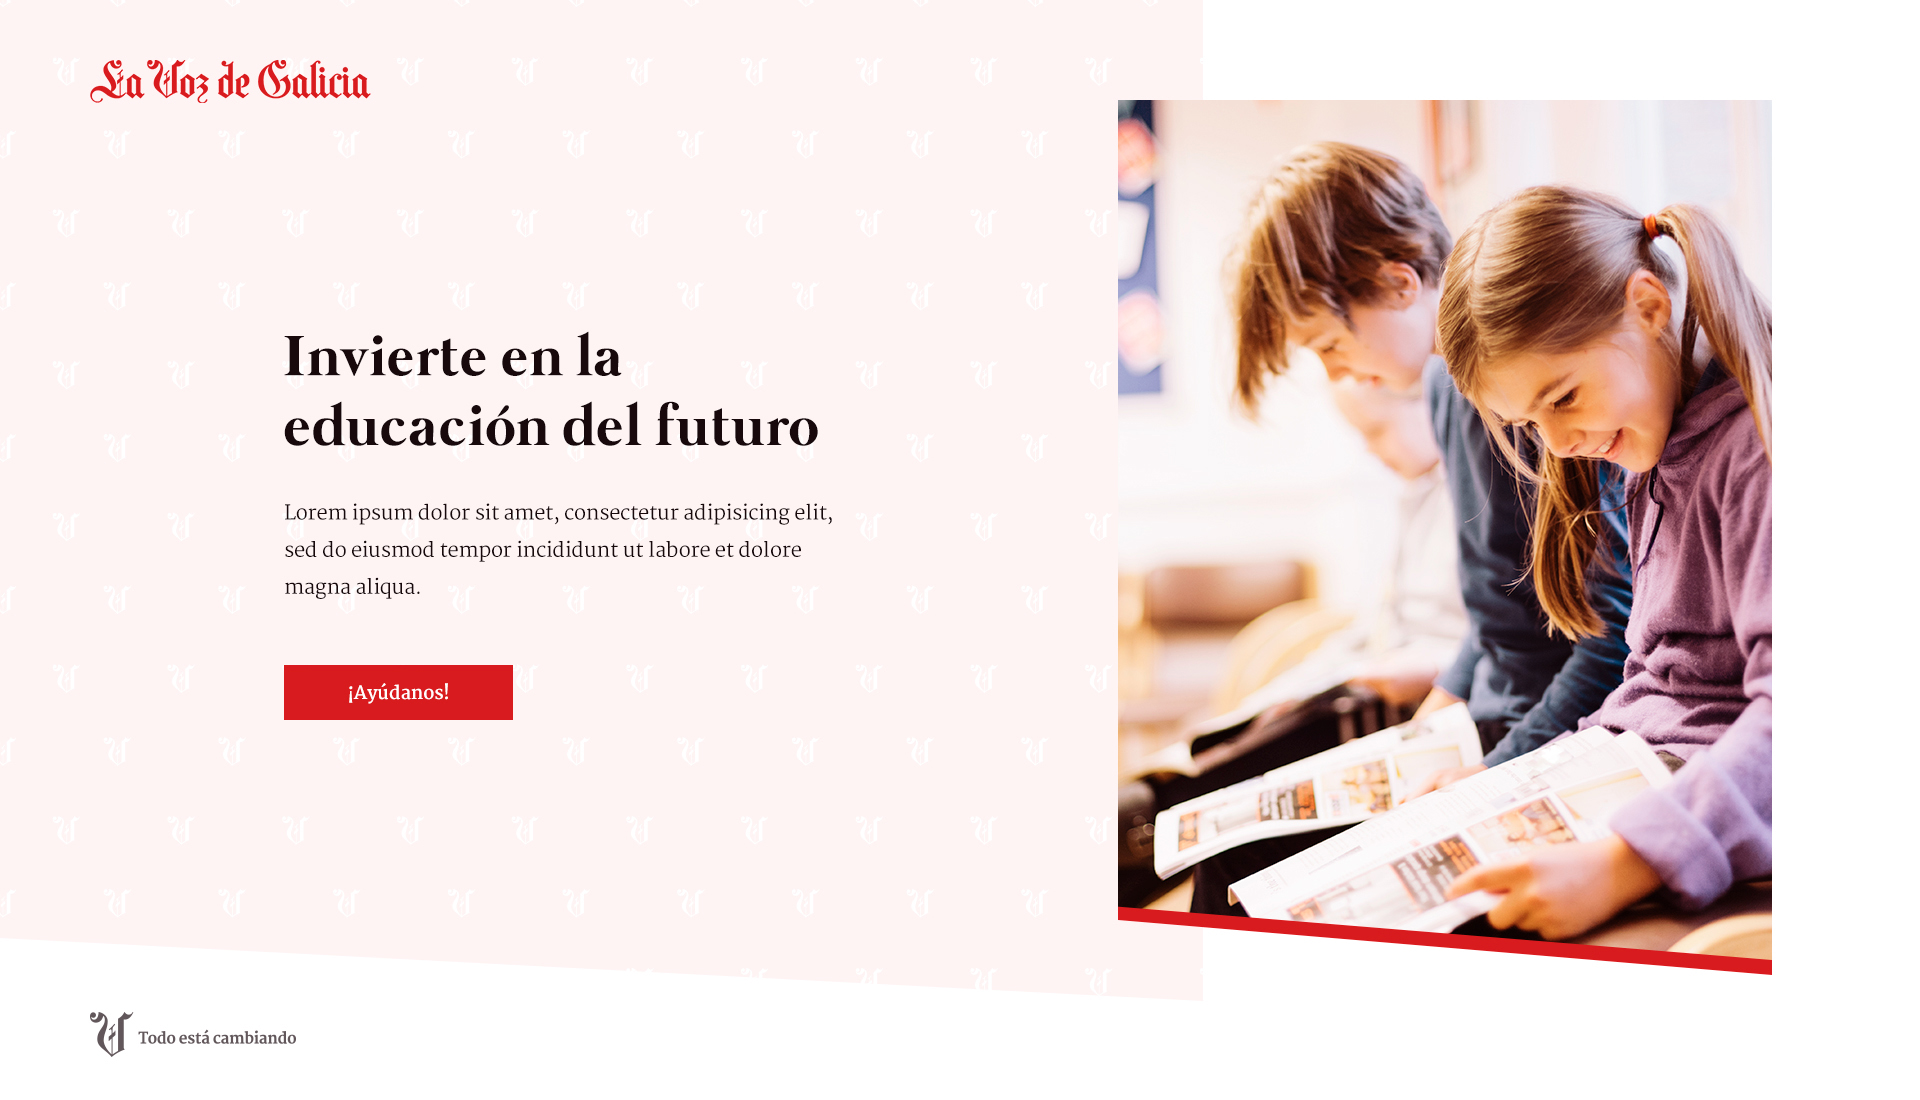 La Voz de Galicia
Invierte en la
educación del futuro
Lorem ipsum dolor sit amet, consectetur adipisicing elit,
sed do eiusmod tempor incididunt ut labore et dolore
magna aliqua.
¡Ayúdanos!
V Todo está cambiando